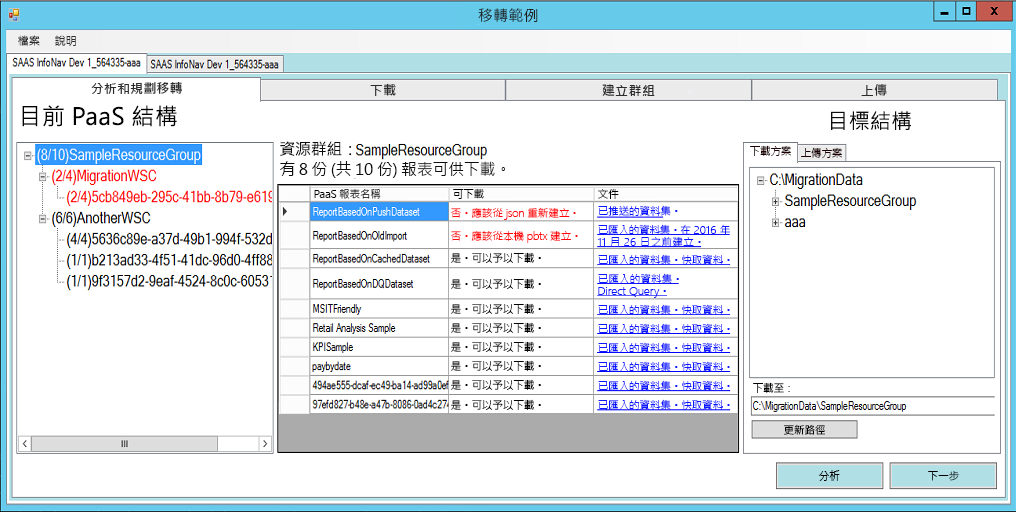 移轉範例
檔案 說明
SAAS InfoNav Dev 1_564335-aaa SAAS InfoNav Dev 1_564335-aaa
分析和規劃移轉 下載 建立群組 上傳
目前 PaaS 結構
(8/10)SampleResourceGroup
(2/4)MigrationWSC
(2/4)5cb849eb-295c-41bb-8b79-e619
(6/6)AnotherWSC
(4/4)5636c89e-a37d-49b1-994f-532d
(1/1)b213ad33-4f51-41dc-96d0-4ff88
(1/1)9f3157d2-9eaf-4524-8c0c-60537
資源群組：SampleResourceGroup
有 8 份 (共 10 份) 報表可供下載。
PaaS 報表名稱 可下載 文件
ReportBasedOnPushDataset 否。應該從 json 重新建立。 已推送的資料集。
ReportBasedOnOldImport 否。應該從本機 pbtx 建立。 已匯入的資料集。在 2016 年
11 月 26 日之前建立。
ReportBasedOnCachedDataset 是。可以予以下載。 已匯入的資料集。快取資料。
ReportBasedOnDQDataset 是。可以予以下載。 已匯入的資料集。
Direct Query。
MSITFriendly 是。可以予以下載。 已匯入的資料集。快取資料。
Retail Analysis Sample 是。可以予以下載。 已匯入的資料集。快取資料。
KPISample 是。可以予以下載。 已匯入的資料集。快取資料。
paybydate 是。可以予以下載。 已匯入的資料集。快取資料。
494ae555-dcaf-ec49-ba14-ad99a0ef 是。可以予以下載。 已匯入的資料集。快取資料。
97efd827-b48e-a47b-8086-0ad4c274 是。可以予以下載。 已匯入的資料集。快取資料。
目標結構
下載方案 上傳方案
C:\MigrationData
SampleResourceGroup
aaa
下載至：
C:\MigrationData\SampleResourceGroup
更新路徑
分析 下一步